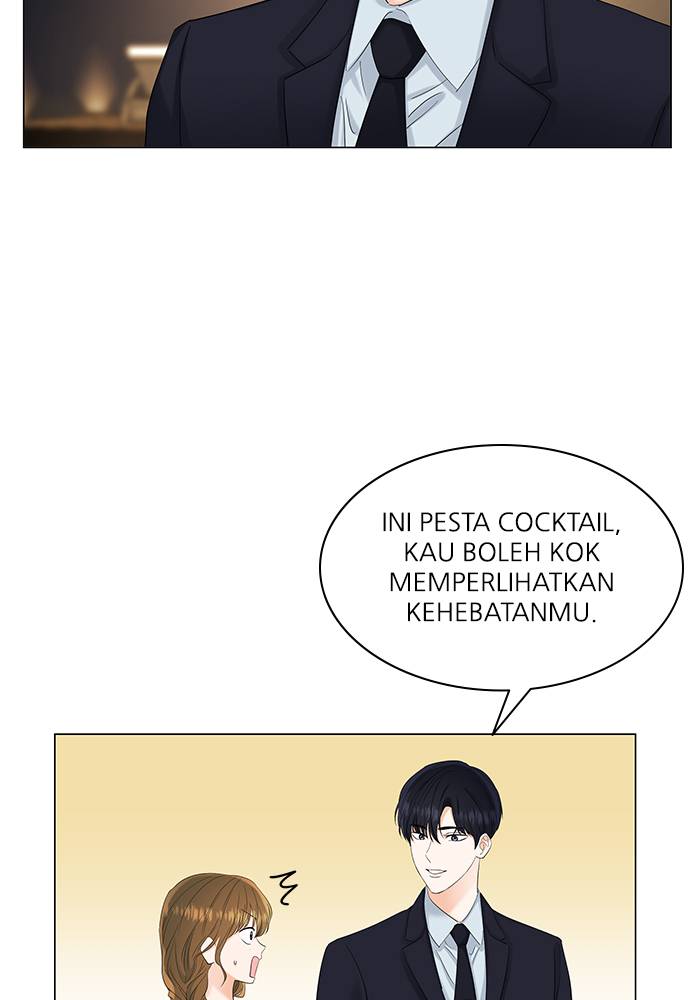 INI PESTA COCKTAIL,
KAU BOLEH KOK
MEMPERLIHATKAN
KEHEBATANMU.